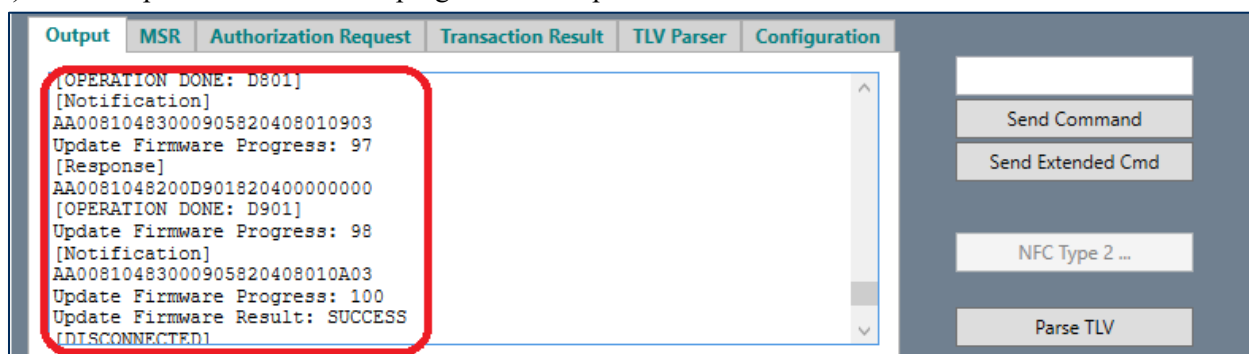 Output MSR Authorization Request Transaction Result TLV Parser Configuration
[OPERATION DONE: D801]
[Notification]
AA00810483000905820408010903
Update Firmware Progress: 97
[Response]
AA0081048200D901820400000000
[OPERATION DONE: D901]
Update Firmware Progress: 98
[Notification]
AA00810483000905820408010A03
Update Firmware Progress: 100
Update Firmware Result: SUCCESS
[DISCONNECTED]
Send Command
Send Extended Cmd
NFC Type 2 ...
Parse TLV